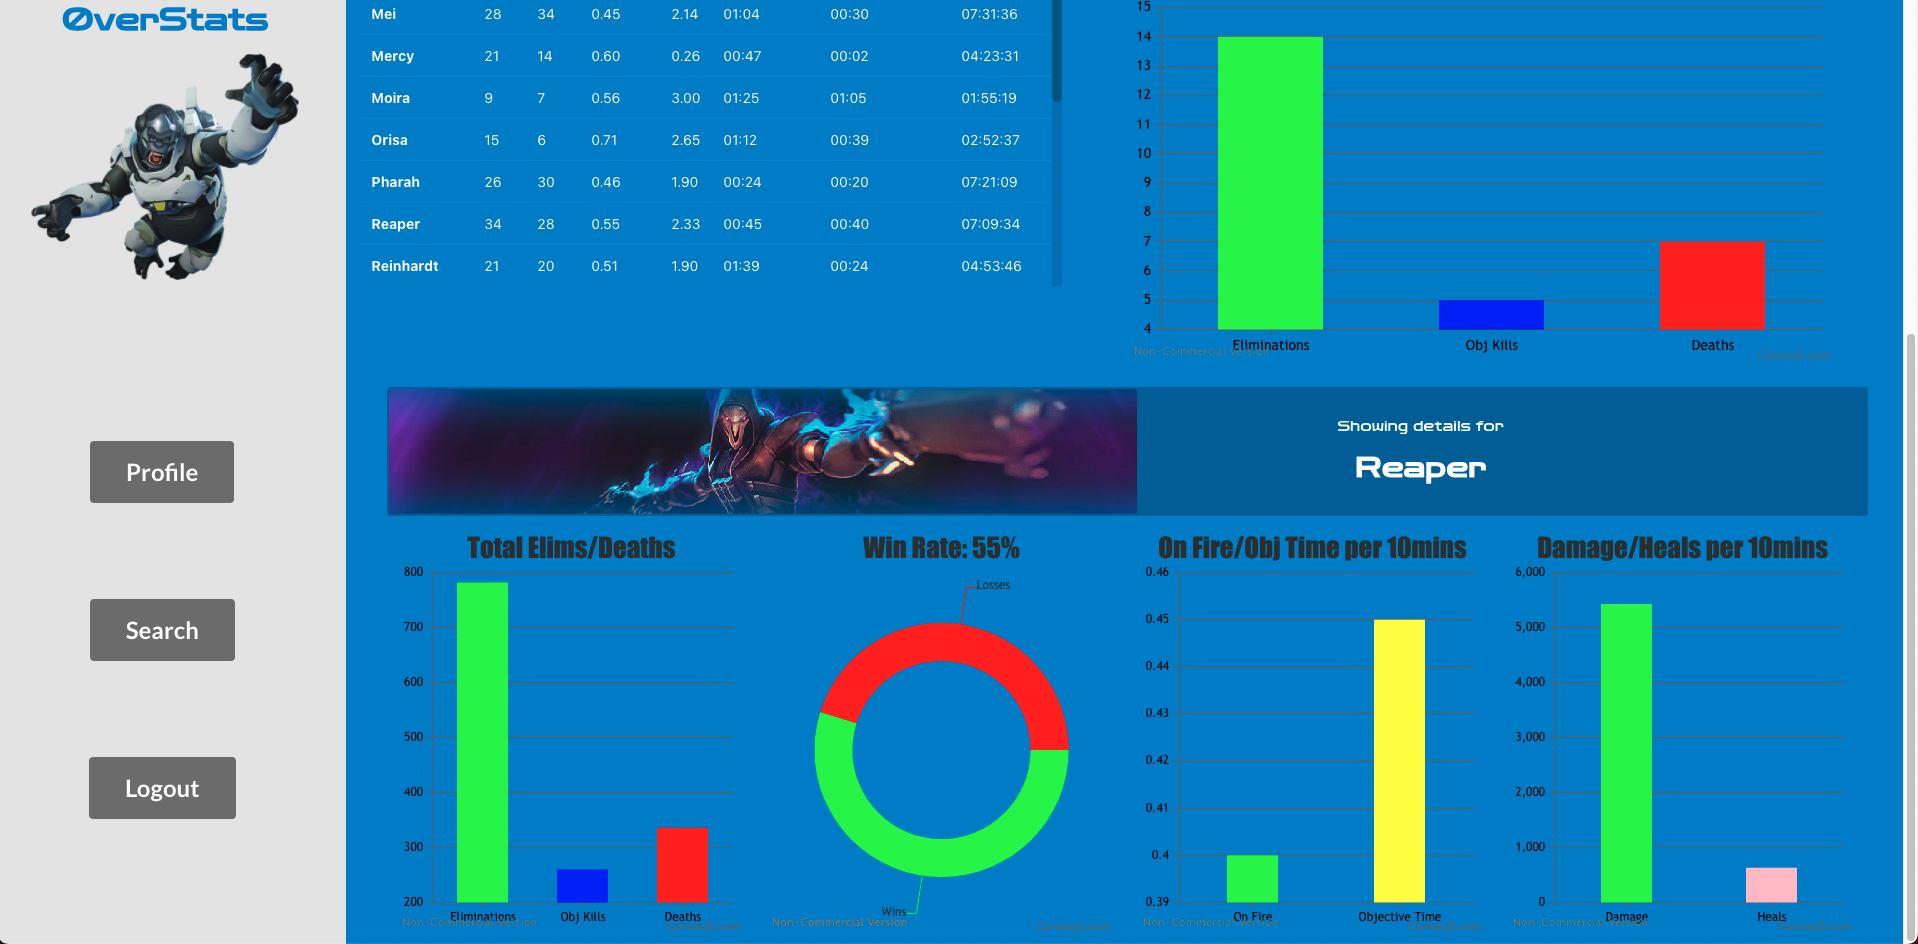 ØverStats
Profile
Search
Logout
Mei 28 34 0.45 2.14 01:04 00:30 07:31:36
Mercy 21 14 0.60 0.26 00:47 00:02 04:23:31
Moira 9 7 0.56 3.00 01:25 01:05 01:55:19
Orisa 15 6 0.71 2.65 01:12 00:39 02:52:37
Pharah 26 30 0.46 1.90 00:24 00:20 07:21:09
Reaper 34 28 0.55 2.33 00:45 00:40 07:09:34
Reinhardt 21 20 0.51 1.90 01:39 00:24 04:53:46
15
14
13
12
11
10
9
8
7
6
5
4
Eliminations Obj Kills Deaths
Non-Commercial Version CanvasJS.com
Showing details for
Reaper
Total Elims/Deaths
800
700
600
500
400
300
200
Eliminations Obj Kills Deaths
Non-Commercial Version CanvasJS.com
Win Rate: 55%
Losses
Wins
Non-Commercial Version CanvasJS.com
On Fire/Obj Time per 10mins
0.46
0.45
0.44
0.43
0.42
0.41
0.4
0.39
On Fire Objective Time
Non-Commercial Version CanvasJS.com
Damage/Heals per 10mins
6,000
5,000
4,000
3,000
2,000
1,000
0
Damage Heals
Non-Commercial Version CanvasJS.com